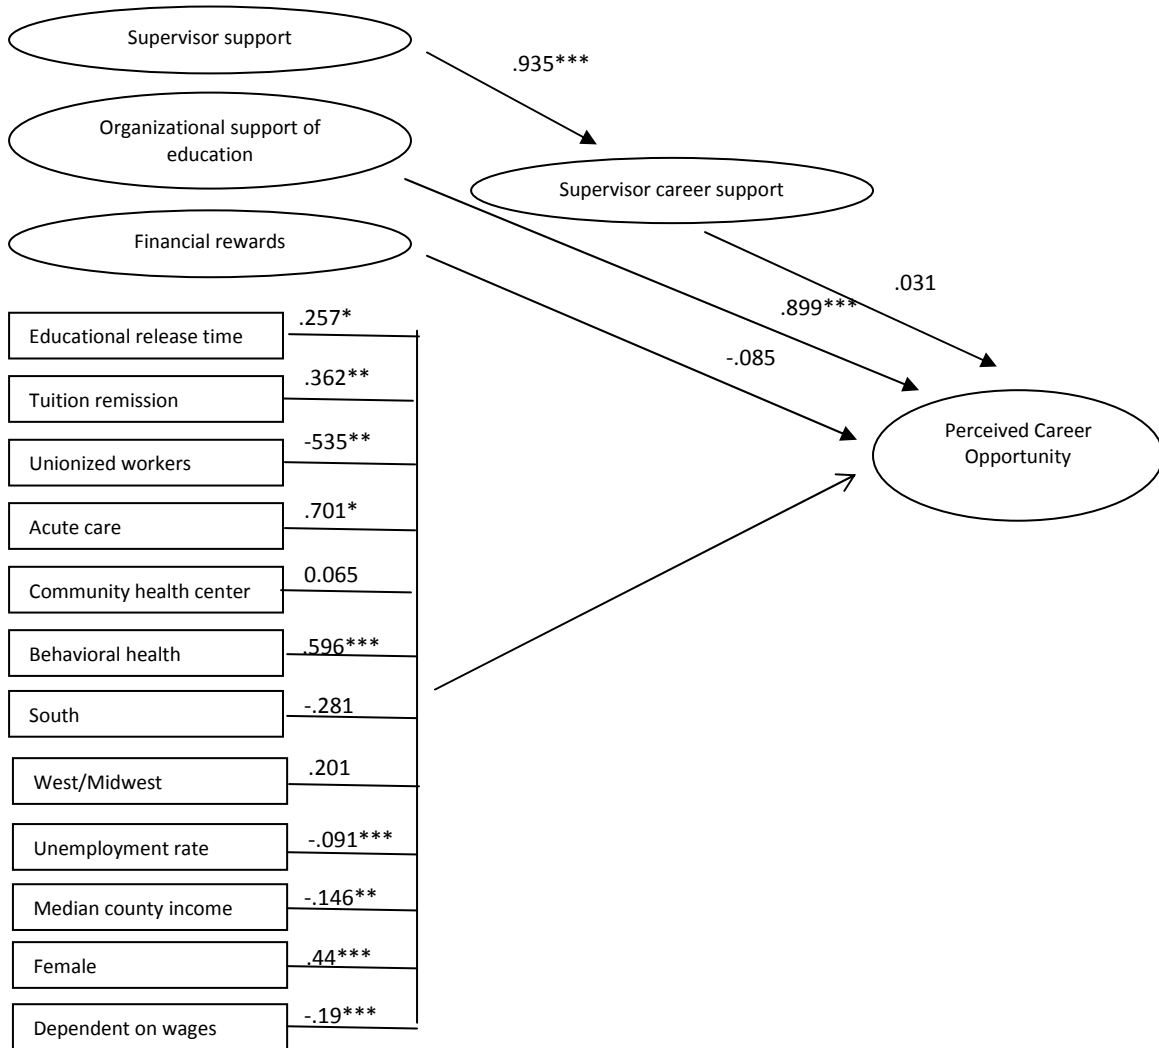 Supervisor support
.935***
Organizational support of
education
Supervisor career support
Financial rewards
.031
.899***
-.085
Educational release time
.257*
Tuition remission
.362**
Unionized workers
-535**
Acute care
.701*
Community health center
0.065
Behavioral health
.596***
South
-.281
West/Midwest
.201
Unemployment rate
-.091***
Median county income
-.146**
Female
.44***
Dependent on wages
-.19***
Perceived Career
Opportunity